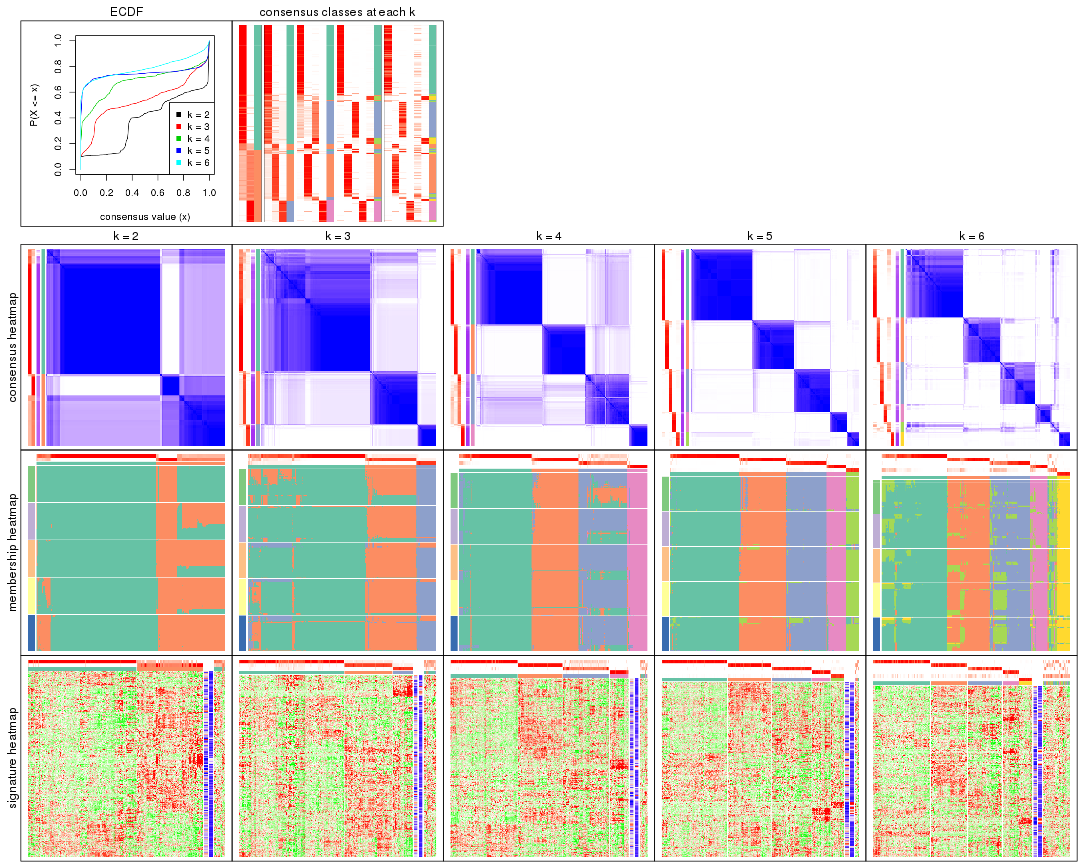 ECDF
consensus classes at each k
P(X <= x)
1.0
0.8
0.6
0.4
0.2
0.0
k = 2
k = 3
k = 4
k = 5
k = 6
0.0 0.2 0.4 0.6 0.8 1.0
consensus value (x)
k = 2
k = 3
k = 4
k = 5
k = 6
consensus heatmap
membership heatmap
signature heatmap